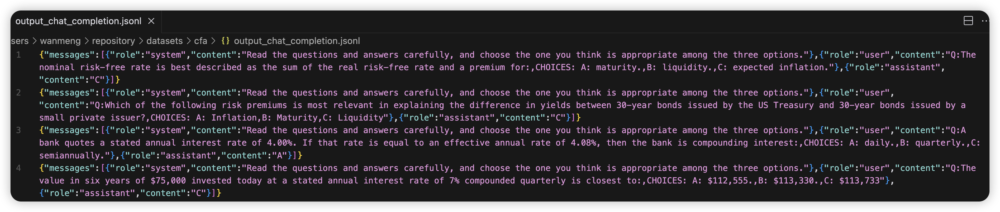 output_chat_completion.jsonl
sers > wanmeng > repository > datasets > cfa > {} output_chat_completion.jsonl
1 {"messages":[{"role":"system","content":"Read the questions and answers carefully, and choose the one you think is appropriate among the three options."},{"role":"user","content":"Q:The
nominal risk-free rate is best described as the sum of the real risk-free rate and a premium for:,CHOICES: A: maturity.,B: liquidity.,C: expected inflation."},{"role":"assistant",
"content":"C"}]}
2 {"messages":[{"role":"system","content":"Read the questions and answers carefully, and choose the one you think is appropriate among the three options."},{"role":"user",
"content":"Q:Which of the following risk premiums is most relevant in explaining the difference in yields between 30-year bonds issued by the US Treasury and 30-year bonds issued by a
small private issuer?,CHOICES: A: Inflation,B: Maturity,C: Liquidity"},{"role":"assistant","content":"C"}]}
3 {"messages":[{"role":"system","content":"Read the questions and answers carefully, and choose the one you think is appropriate among the three options."},{"role":"user","content":"Q:A
bank quotes a stated annual interest rate of 4.00%. If that rate is equal to an effective annual rate of 4.08%, then the bank is compounding interest:,CHOICES: A: daily.,B: quarterly.,C:
semiannually."},{"role":"assistant","content":"A"}]}
4 {"messages":[{"role":"system","content":"Read the questions and answers carefully, and choose the one you think is appropriate among the three options."},{"role":"user","content":"Q:The
value in six years of $75,000 invested today at a stated annual interest rate of 7% compounded quarterly is closest to:,CHOICES: A: $112,555.,B: $113,330.,C: $113,733"},
{"role":"assistant","content":"C"}]}